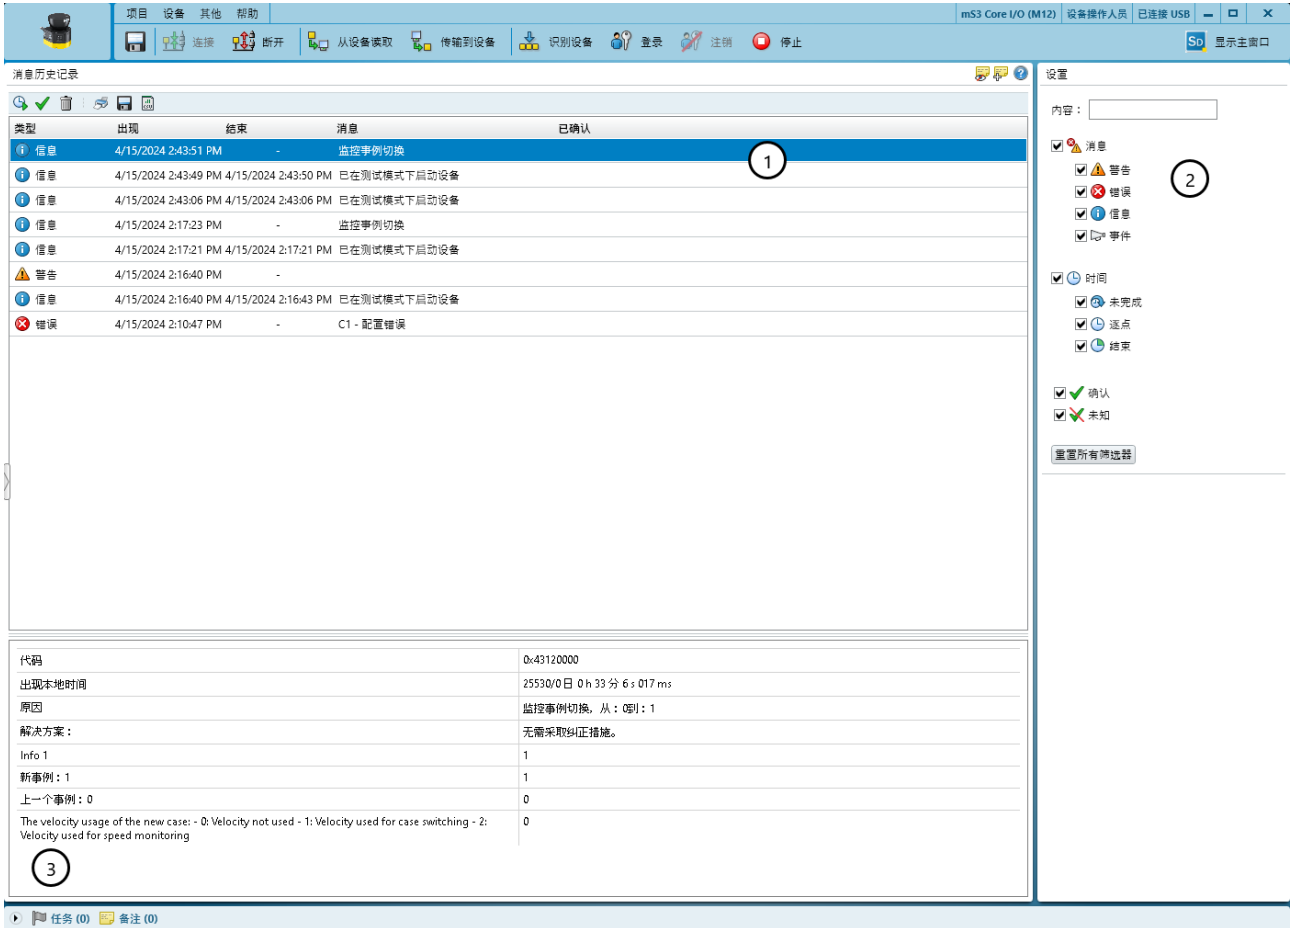 项目 设备 其他 帮助 mS3 Core I/O (M12) 设备操作人员 已连接 USB
连接 断开 从设备读取 传输到设备 识别设备 登录 注销 停止 SD 显示主窗口
消息历史记录
类型 出现 结束 消息 已确认
信息 4/15/2024 2:43:51 PM - 监控事例切换
信息 4/15/2024 2:43:49 PM 4/15/2024 2:43:50 PM 已在测试模式下启动设备
信息 4/15/2024 2:43:06 PM 4/15/2024 2:43:06 PM 已在测试模式下启动设备
信息 4/15/2024 2:17:23 PM - 监控事例切换
信息 4/15/2024 2:17:21 PM 4/15/2024 2:17:21 PM 已在测试模式下启动设备
警告 4/15/2024 2:16:40 PM -
信息 4/15/2024 2:16:40 PM 4/15/2024 2:16:43 PM 已在测试模式下启动设备
错误 4/15/2024 2:10:47 PM - C1 - 配置错误
1
代码 0x43120000
出现本地时间 25530/0日 0 h 33 分 6 s 017 ms
原因 监控事例切换，从：0到：1
解决方案： 无需采取纠正措施。
Info 1 1
新事例：1 1
上一个事例：0 0
The velocity usage of the new case: - 0: Velocity not used - 1: Velocity used for case switching - 2: 0
Velocity used for speed monitoring
3
设置
内容：
消息
警告
错误
信息
事件
2
时间
未完成
逐点
结束
确认
未知
重置所有筛选器
任务 (0) 备注 (0)